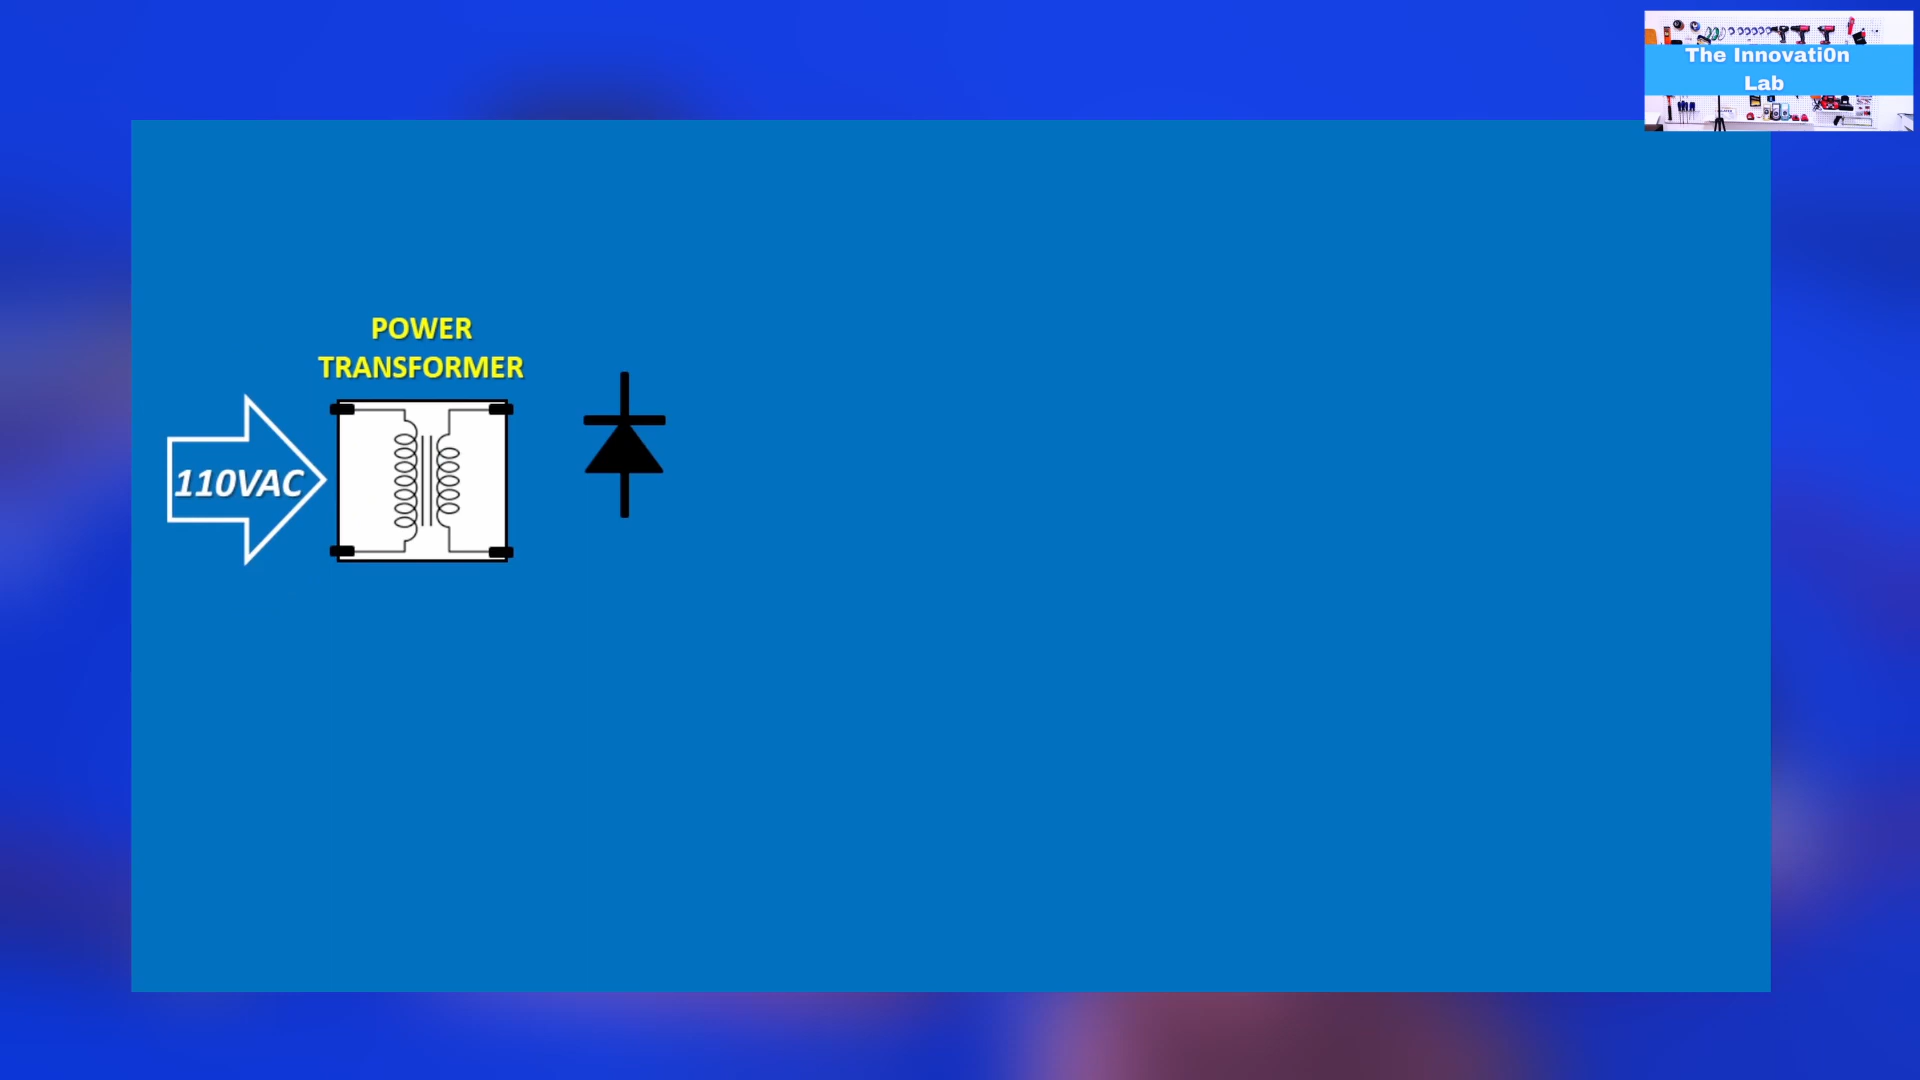 The Innovati0n
Lab
POWER
TRANSFORMER
110VAC